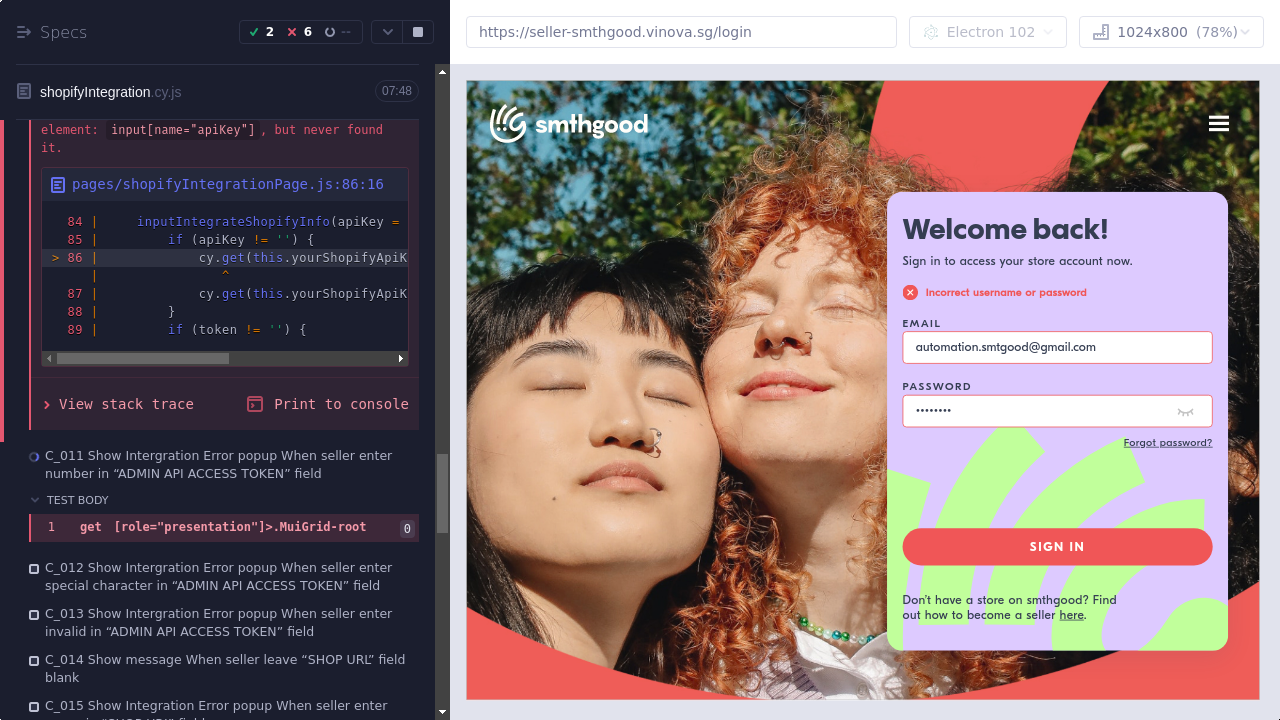 Specs
2
6
--
https://seller-smthgood.vinova.sg/login
Electron 102
1024x800 (78%)
shopifyIntegration.cy.js
07:48
element: input[name="apiKey"], but never found
it.
pages/shopifyIntegrationPage.js:86:16
84 | inputIntegrateShopifyInfo(apiKey =
85 | if (apiKey != '') {
> 86 | cy.get(this.yourShopifyApiK
| ^
87 | cy.get(this.yourShopifyApiK
88 | }
89 | if (token != '') {
View stack trace
Print to console
C_011 Show Intergration Error popup When seller enter
number in “ADMIN API ACCESS TOKEN” field
TEST BODY
1 get [role="presentation"]>.MuiGrid-root 0
C_012 Show Intergration Error popup When seller enter
special character in “ADMIN API ACCESS TOKEN” field
C_013 Show Intergration Error popup When seller enter
invalid in “ADMIN API ACCESS TOKEN” field
C_014 Show message When seller leave “SHOP URL” field
blank
C_015 Show Integration Error popup When seller enter
smthgood
Welcome back!
Sign in to access your store account now.
Incorrect username or password
EMAIL
automation.smtgood@gmail.com
PASSWORD
••••••••
Forgot password?
SIGN IN
Don't have a store on smthgood? Find
out how to become a seller here.